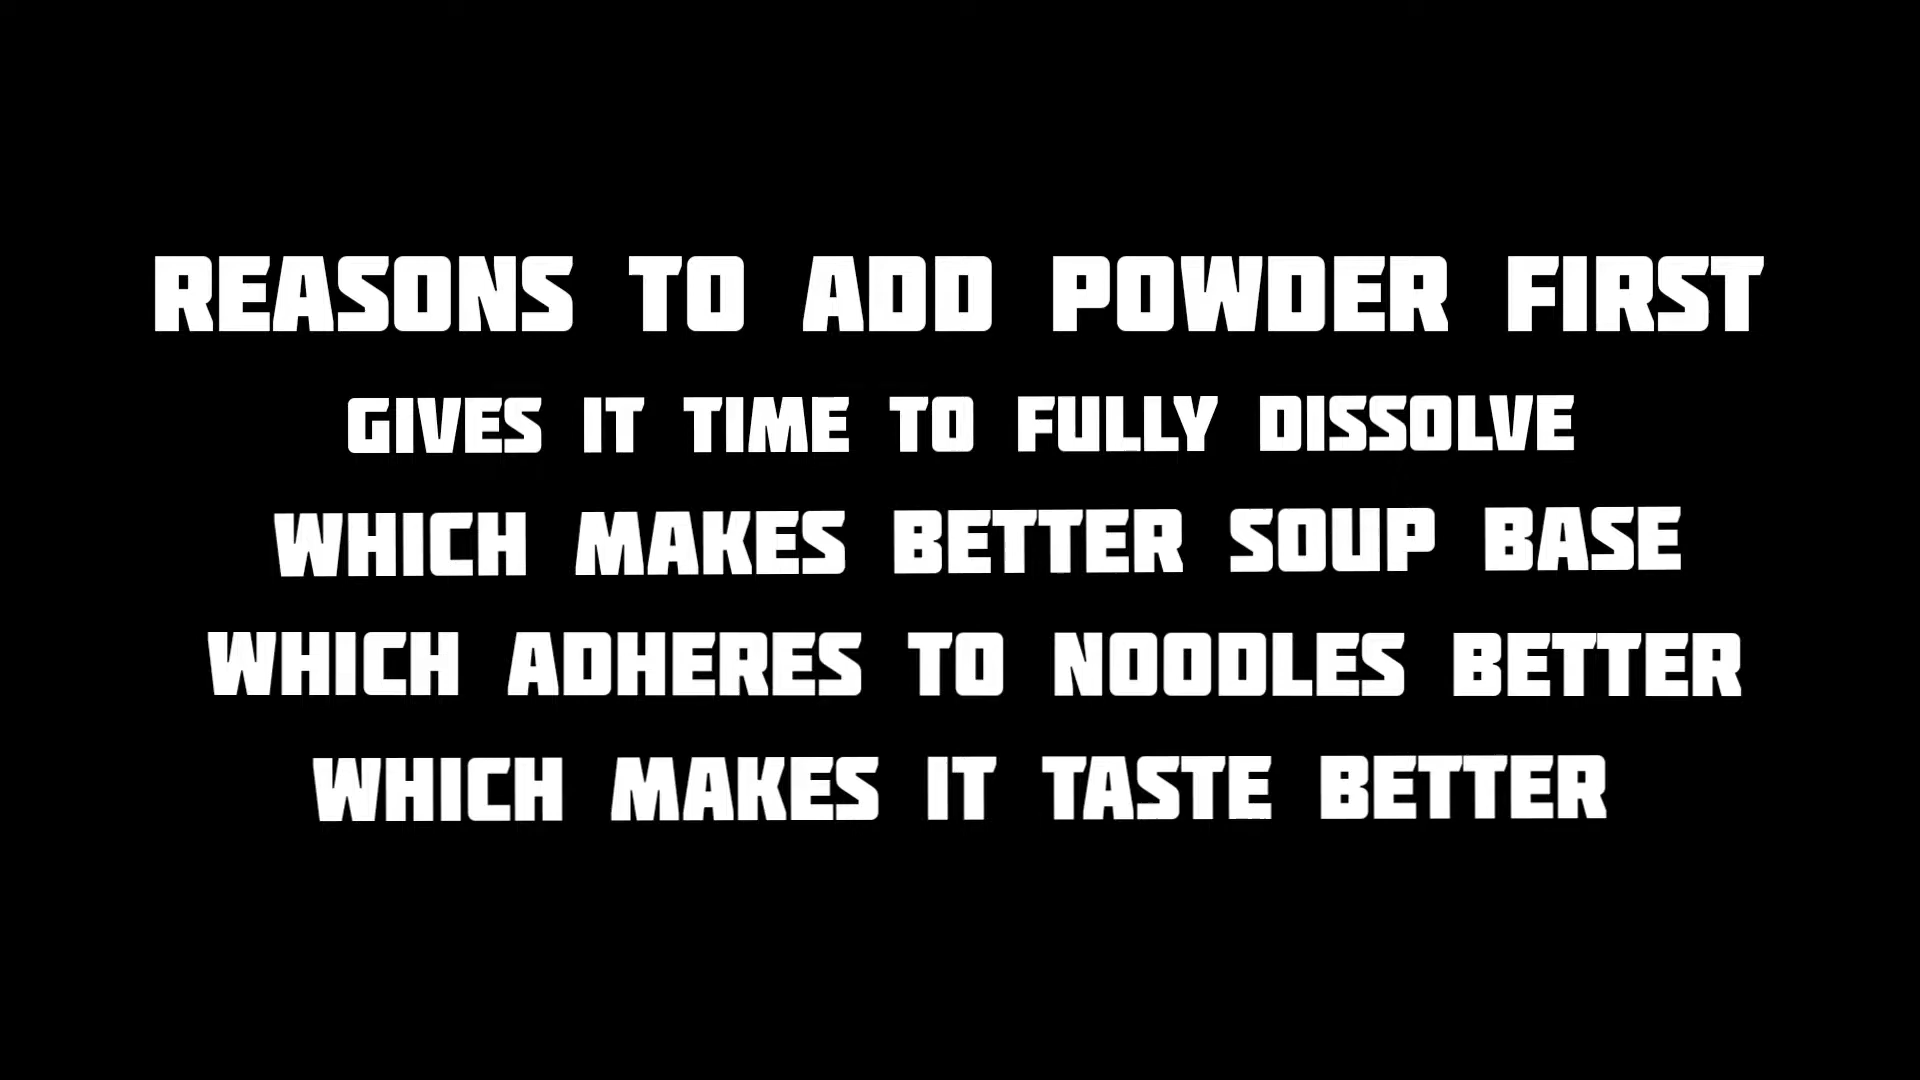 REASONS TO ADD POWDER FIRST
GIVES IT TIME TO FULLY DISSOLVE
WHICH MAKES BETTER SOUP BASE
WHICH ADHERES TO NOODLES BETTER
WHICH MAKES IT TASTE BETTER